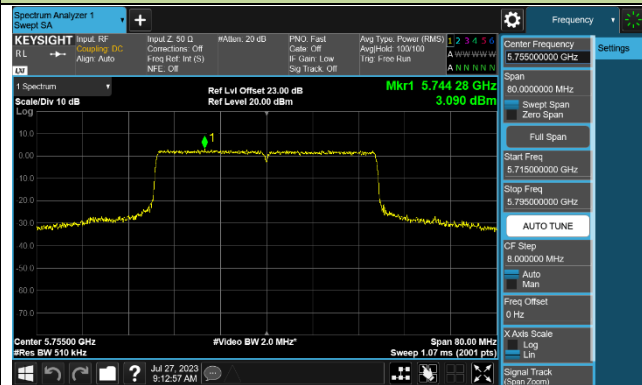 Spectrum Analyzer 1
Swept SA
Frequency
KEYSIGHT
RL
LXI
Input: RF
Coupling: DC
Align: Auto
Input Z: 50 Ω
Corrections: Off
Freq Ref: Int (S)
NFE: Off
#Atten: 20 dB
PNO: Fast
Gate: Off
IF Gain: Low
Sig Track: Off
Avg Type: Power (RMS)
Avg|Hold: 100/100
Trig: Free Run
1 2 3 4 5 6
A W W W W W
A N N N N N
Settings
1 Spectrum
Scale/Div 10 dB
Log
Ref Lvl Offset 23.00 dB
Ref Level 20.00 dBm
Mkr1 5.744 28 GHz
3.090 dBm
1
10.0
0.00
-10.0
-20.0
-30.0
-40.0
-50.0
-60.0
-70.0
Center 5.75500 GHz
#Res BW 510 kHz
#Video BW 2.0 MHz*
Span 80.00 MHz
Sweep 1.07 ms (2001 pts)
Center Frequency
5.755000000 GHz
Span
80.0000000 MHz
Swept Span
Zero Span
Full Span
Start Freq
5.715000000 GHz
Stop Freq
5.795000000 GHz
AUTO TUNE
CF Step
8.000000 MHz
Auto
Man
Freq Offset
0 Hz
X Axis Scale
Log
Lin
Signal Track
(Span Zoom)
?
Jul 27, 2023
9:12:57 AM